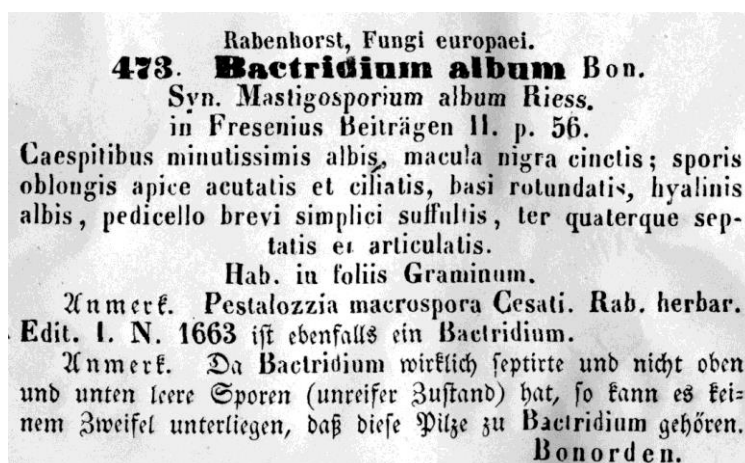 Rabenhorst, Fungi europaei.
473. Bactridium album Bon.
Syn. Mastigosporium album Riess.
in Fresenius Beiträgen II. p. 56.
Caespitibus minutissimis albis, macula nigra cinctis; sporis
oblongis apice acutatis et ciliatis, basi rotundatis, hyalinis
albis, pedicello brevi simplici suffultis, ter quaterque sep-
tatis et articulatis.
Hab. in foliis Graminum.
Anmerk. Pestalozzia macrospora Cesati. Rab. herbar.
Edit. I. N. 1663 iſt ebenfalls ein Bactridium.
Anmerk. Da Bactridium wirklich ſeptirte und nicht oben
und unten leere Sporen (unreifer Zuſtand) hat, ſo kann es kei-
nem Zweifel unterliegen, daß dieſe Pilze zu Bactridium gehören.
Bonorden.